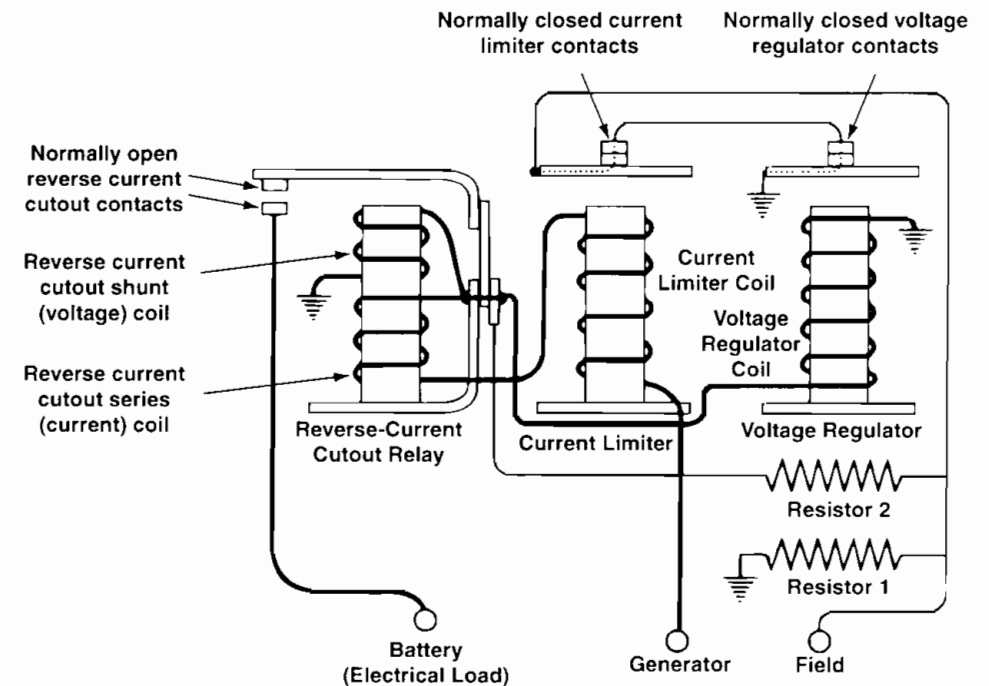 Normally closed current
limiter contacts
Normally closed voltage
regulator contacts
Normally open
reverse current
cutout contacts
Reverse current
cutout shunt
(voltage) coil
Current
Limiter Coil
Voltage
Regulator
Coil
Reverse current
cutout series
(current) coil
Reverse-Current
Cutout Relay
Current Limiter
Voltage Regulator
Resistor 2
Resistor 1
Battery
(Electrical Load)
Generator
Field